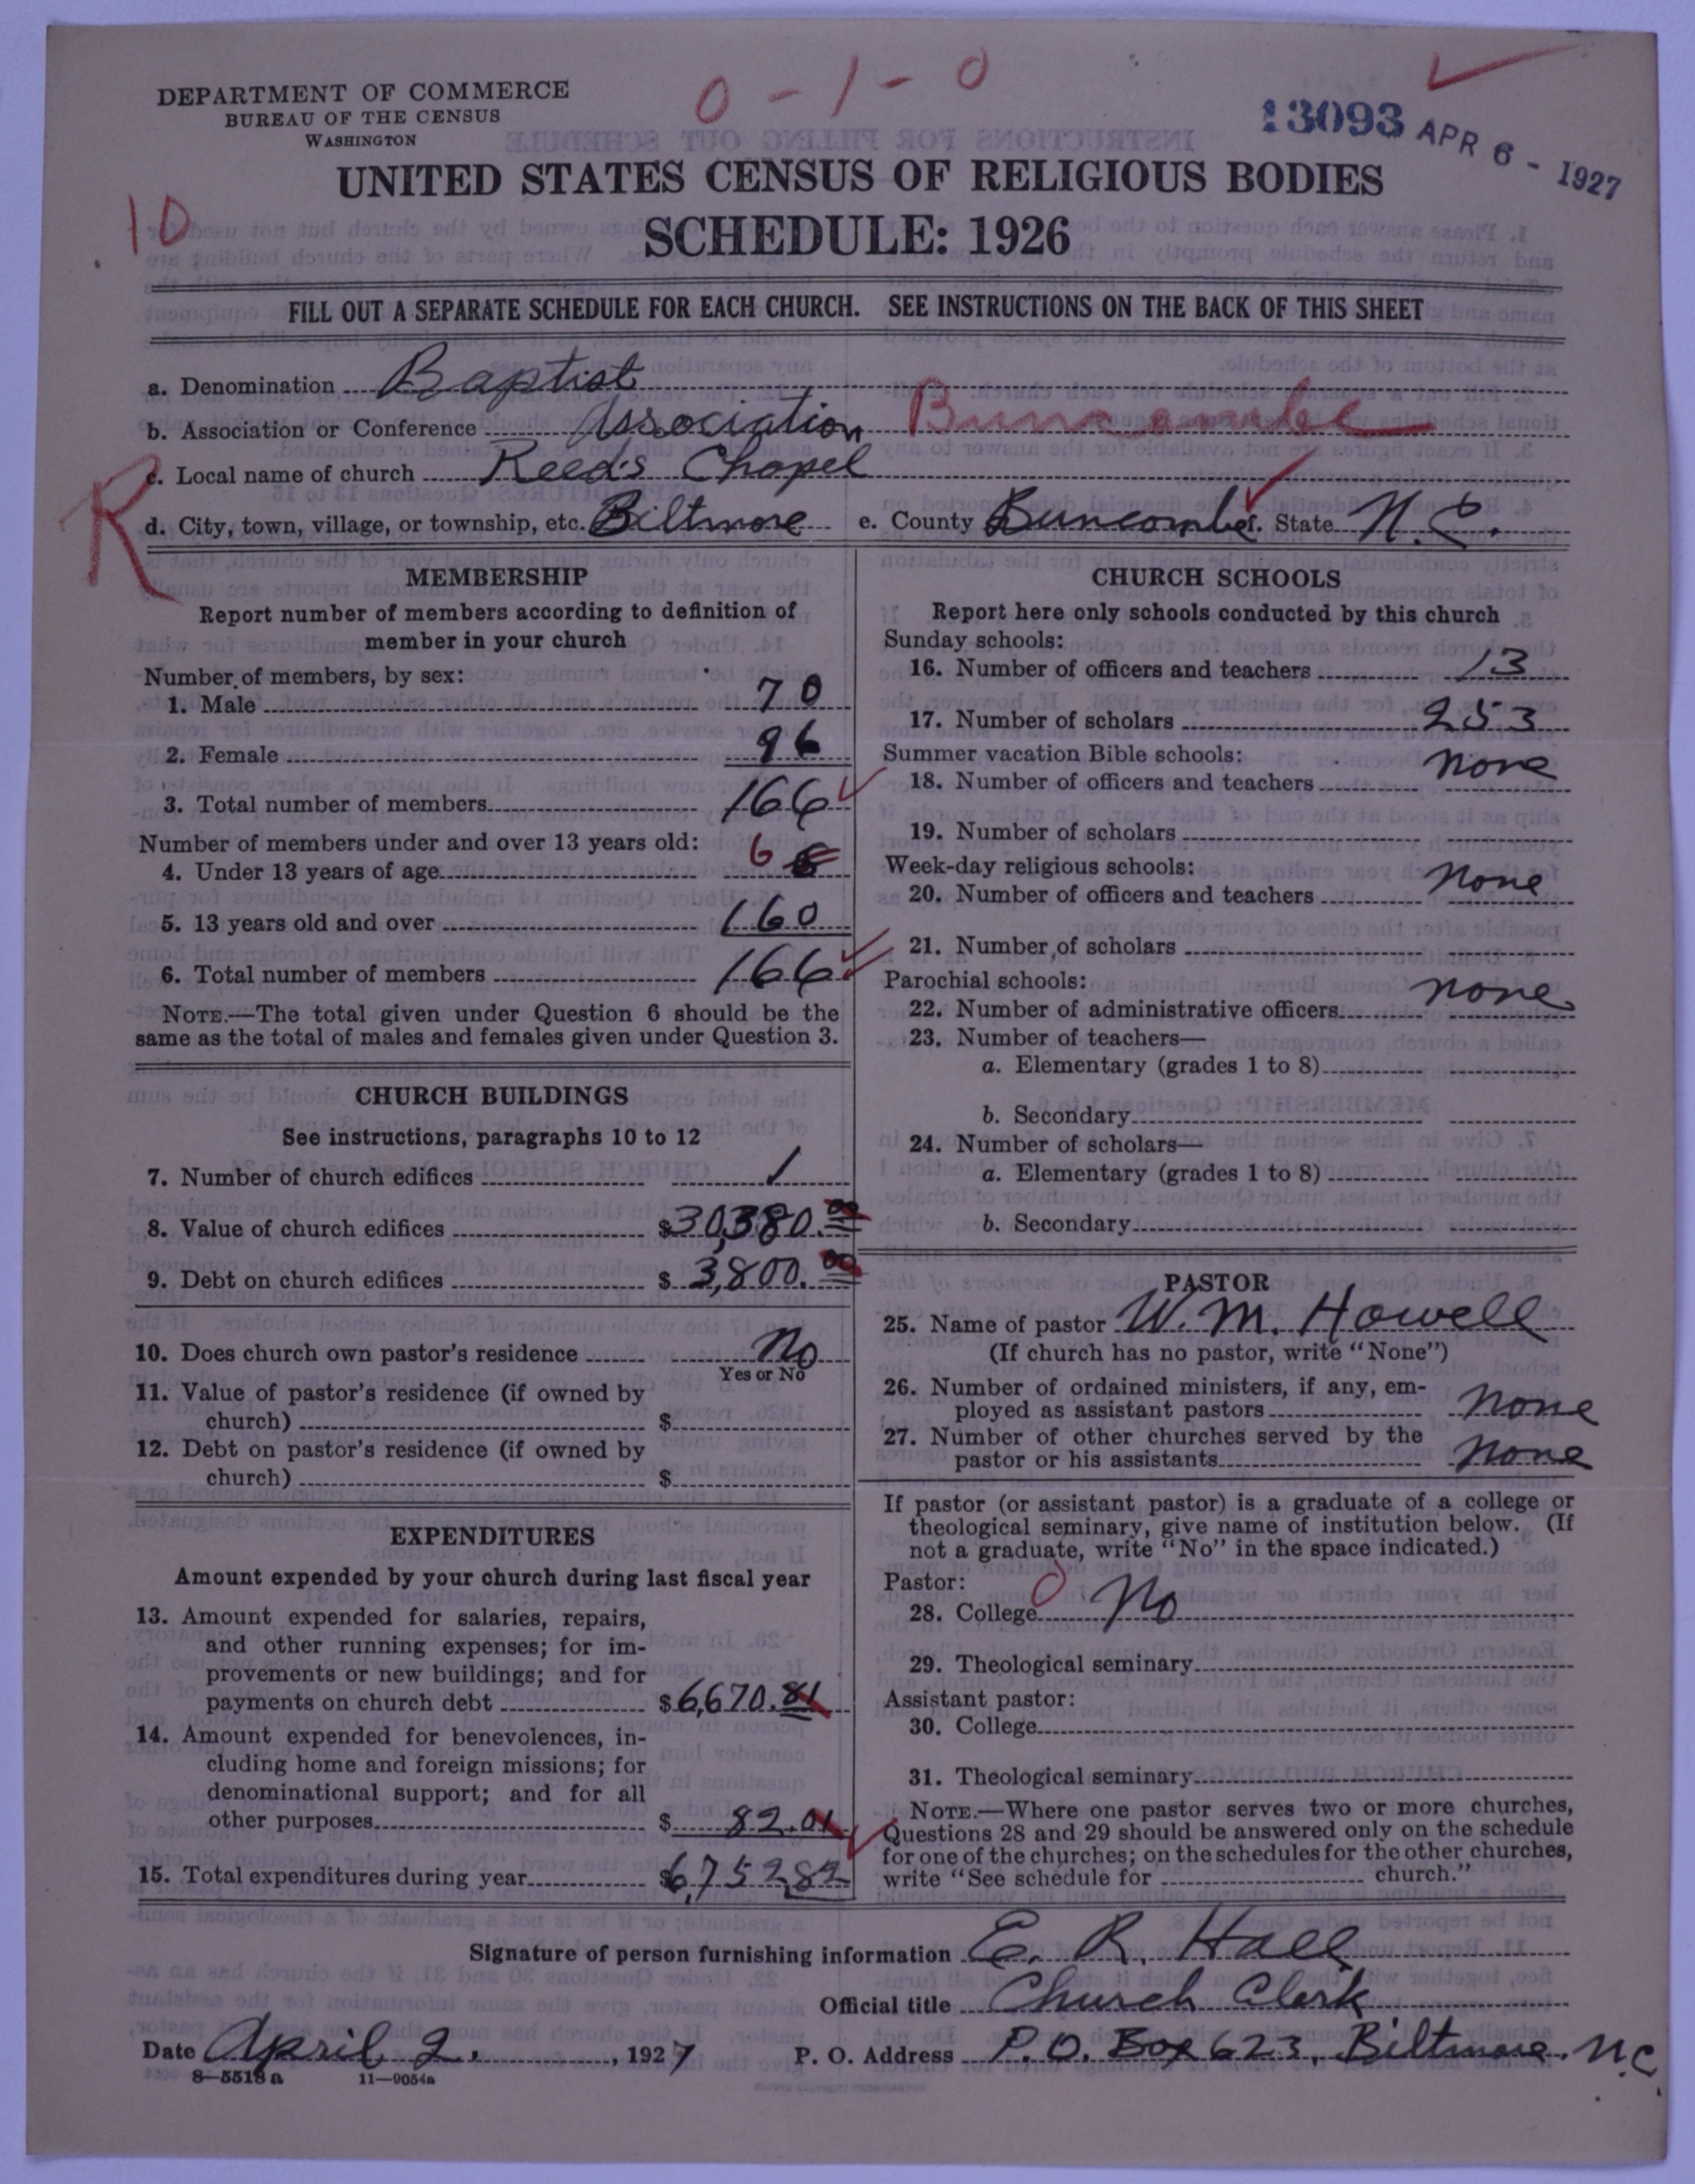 0 - 1 - 0
DEPARTMENT OF COMMERCE
BUREAU OF THE CENSUS
WASHINGTON
13093 APR 6 - 1927
UNITED STATES CENSUS OF RELIGIOUS BODIES
10
SCHEDULE: 1926
FILL OUT A SEPARATE SCHEDULE FOR EACH CHURCH. SEE INSTRUCTIONS ON THE BACK OF THIS SHEET
a. Denomination Baptist
b. Association or Conference Association Buncombe
R
c. Local name of church Reeds Chapel
d. City, town, village, or township, etc. Biltmore e. County Buncombe f. State N.C.
MEMBERSHIP
Report number of members according to definition of
member in your church
Number of members, by sex:
1. Male 70
2. Female 96
3. Total number of members 166
Number of members under and over 13 years old:
4. Under 13 years of age 6 6
5. 13 years old and over 160
6. Total number of members 166
NOTE.—The total given under Question 6 should be the
same as the total of males and females given under Question 3.
CHURCH BUILDINGS
See instructions, paragraphs 10 to 12
7. Number of church edifices 1
8. Value of church edifices $30,380.00
9. Debt on church edifices $3,800.00
10. Does church own pastor's residence No
Yes or No
11. Value of pastor's residence (if owned by
church) $
12. Debt on pastor's residence (if owned by
church) $
EXPENDITURES
Amount expended by your church during last fiscal year
13. Amount expended for salaries, repairs,
and other running expenses; for im-
provements or new buildings; and for
payments on church debt $6,670.81
14. Amount expended for benevolences, in-
cluding home and foreign missions; for
denominational support; and for all
other purposes $ 82.01
15. Total expenditures during year $6,752.82
CHURCH SCHOOLS
Report here only schools conducted by this church
Sunday schools:
16. Number of officers and teachers 13
17. Number of scholars 253
Summer vacation Bible schools:
18. Number of officers and teachers none
19. Number of scholars
Week-day religious schools:
20. Number of officers and teachers none
21. Number of scholars
Parochial schools:
22. Number of administrative officers none
23. Number of teachers—
a. Elementary (grades 1 to 8)
b. Secondary
24. Number of scholars—
a. Elementary (grades 1 to 8)
b. Secondary
PASTOR
25. Name of pastor W. M. Howell
(If church has no pastor, write "None")
26. Number of ordained ministers, if any, em-
ployed as assistant pastors none
27. Number of other churches served by the
pastor or his assistants none
If pastor (or assistant pastor) is a graduate of a college or
theological seminary, give name of institution below. (If
not a graduate, write "No" in the space indicated.)
Pastor:
28. College 0 No
29. Theological seminary
Assistant pastor:
30. College
31. Theological seminary
NOTE.—Where one pastor serves two or more churches,
Questions 28 and 29 should be answered only on the schedule
for one of the churches; on the schedules for the other churches,
write "See schedule for church."
Signature of person furnishing information E. R. Hall
Official title Church Clerk
Date April 2, 1927 P. O. Address P.O. Box 623, Biltmore, N.C.
8—5518a 11—9054a